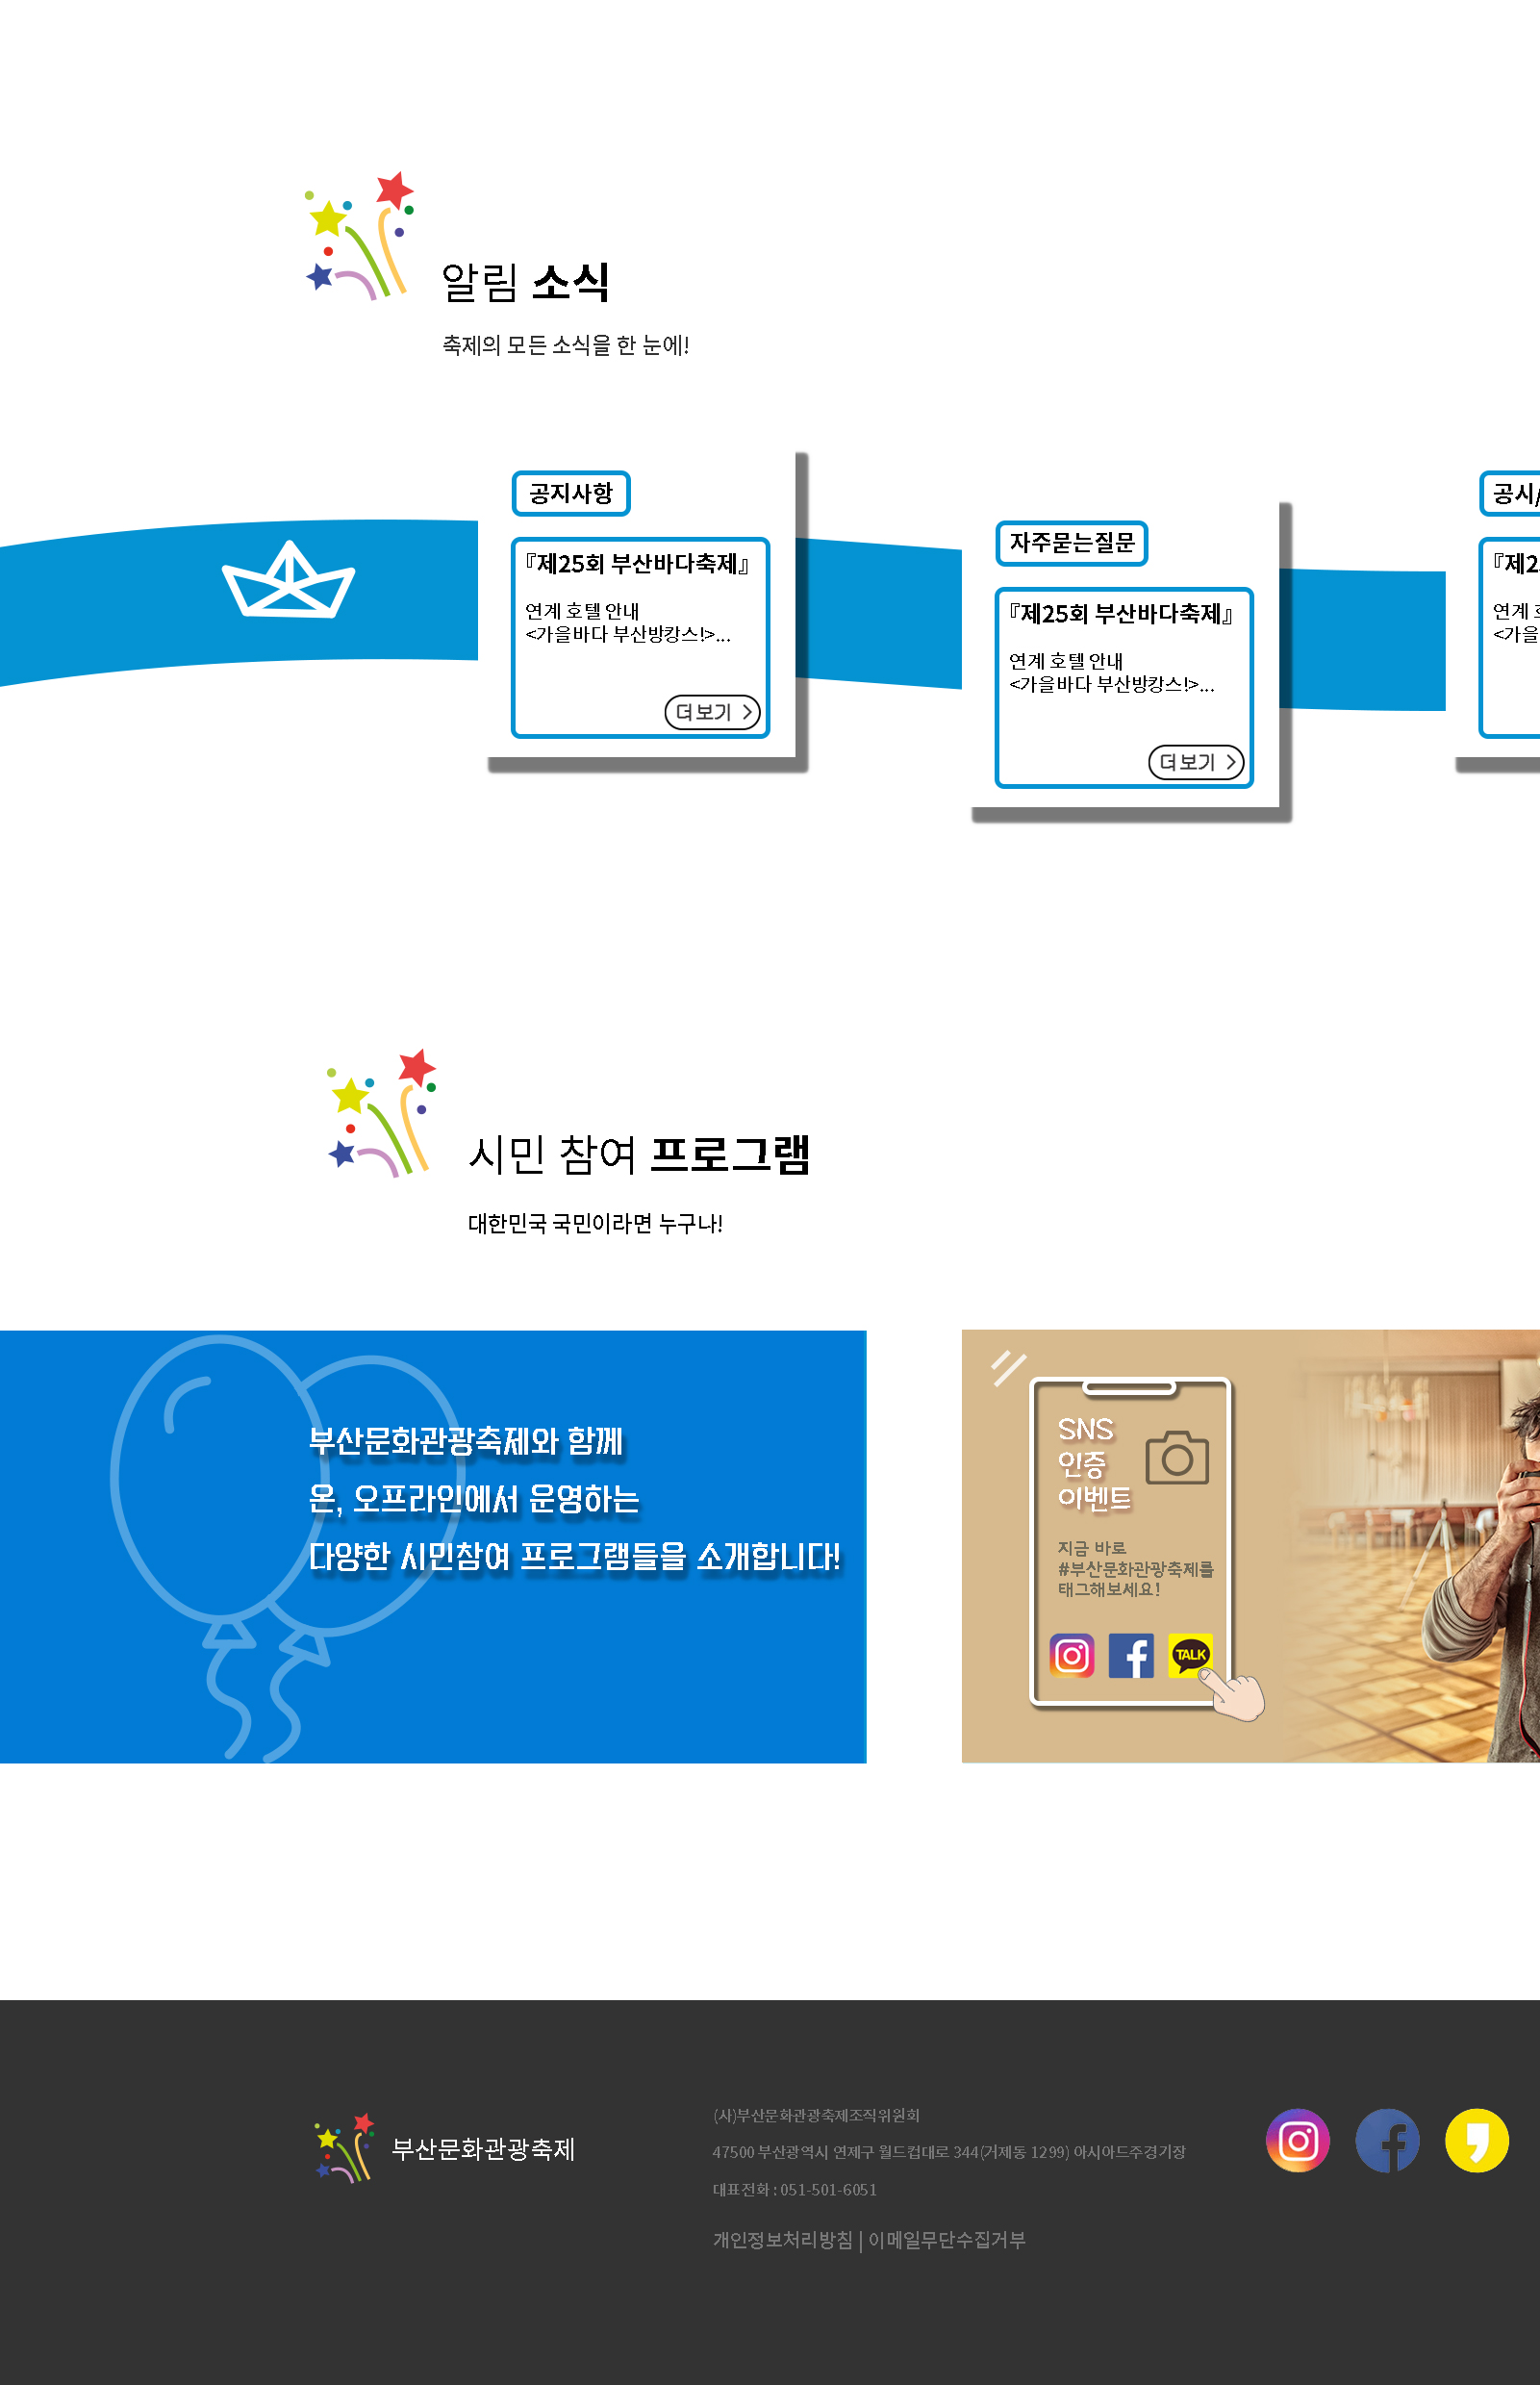 알림 소식
축제의 모든 소식을 한 눈에!
공지사항
『제25회 부산바다축제』
연계 호텔 안내
<가을바다 부산방캉스!>...
더보기
자주묻는질문
『제25회 부산바다축제』
연계 호텔 안내
<가을바다 부산방캉스!>...
더보기
공시/
『제2
연계
<가을
시민 참여 프로그램
대한민국 국민이라면 누구나!
부산문화관광축제와 함께
온, 오프라인에서 운영하는
다양한 시민참여 프로그램들을 소개합니다!
SNS
인증
이벤트
지금 바로
#부산문화관광축제를
태그해보세요!
TALK
부산문화관광축제
(사)부산문화관광축제조직위원회
47500 부산광역시 연제구 월드컵대로 344(거제동 1299) 아시아드주경기장
대표전화 : 051-501-6051
개인정보처리방침 | 이메일무단수집거부